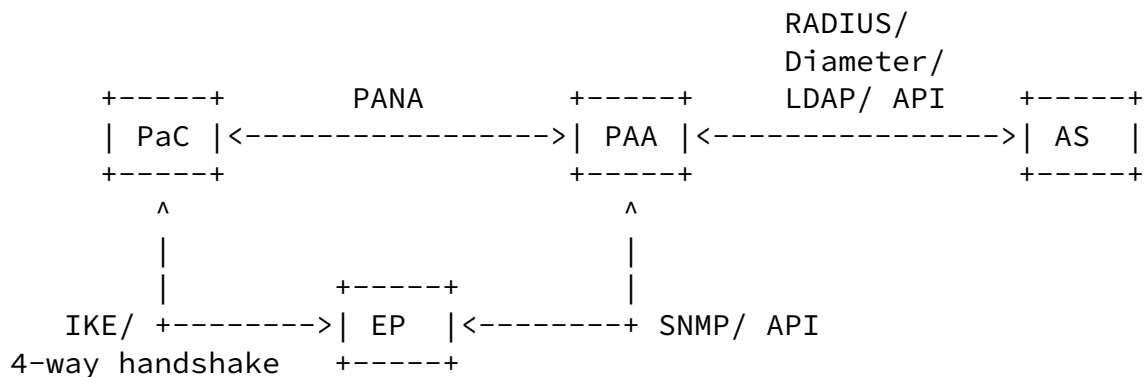 RADIUS/
                                               Diameter/
     +-----+       PANA        +-----+         LDAP/ API    +-----+
     | PaC |<----------------->| PAA |<---------------->| AS  |
     +-----+                   +-----+                  +-----+
        ^                         ^
        |                         |
        |         +-----+         |
   IKE/ +-------->| EP  |<--------+ SNMP/ API
4-way handshake   +-----+